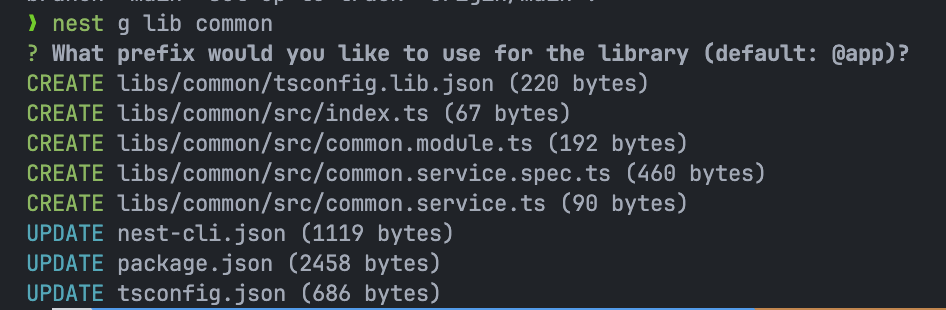 ❯ nest g lib common
? What prefix would you like to use for the library (default: @app)?
CREATE libs/common/tsconfig.lib.json (220 bytes)
CREATE libs/common/src/index.ts (67 bytes)
CREATE libs/common/src/common.module.ts (192 bytes)
CREATE libs/common/src/common.service.spec.ts (460 bytes)
CREATE libs/common/src/common.service.ts (90 bytes)
UPDATE nest-cli.json (1119 bytes)
UPDATE package.json (2458 bytes)
UPDATE tsconfig.json (686 bytes)